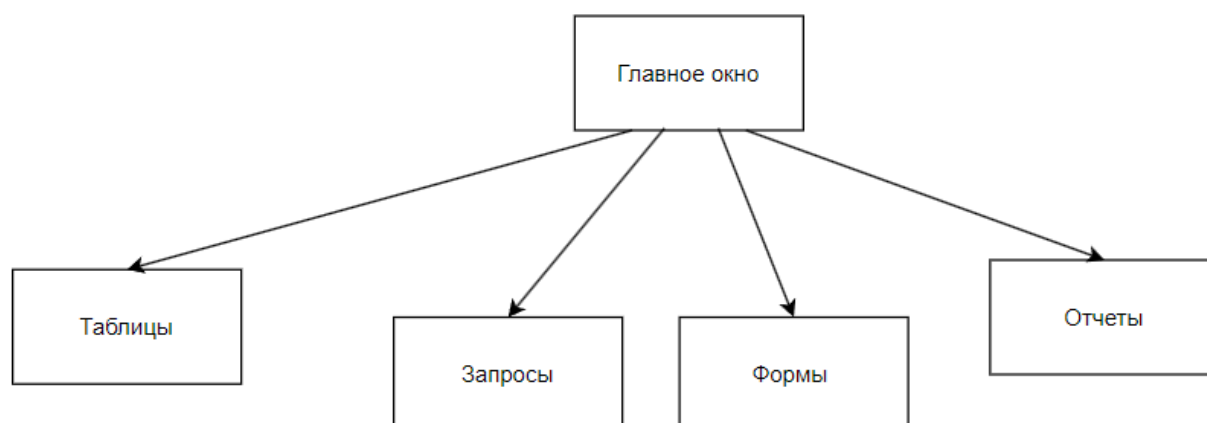 Главное окно
Таблицы
Запросы
Формы
Отчеты